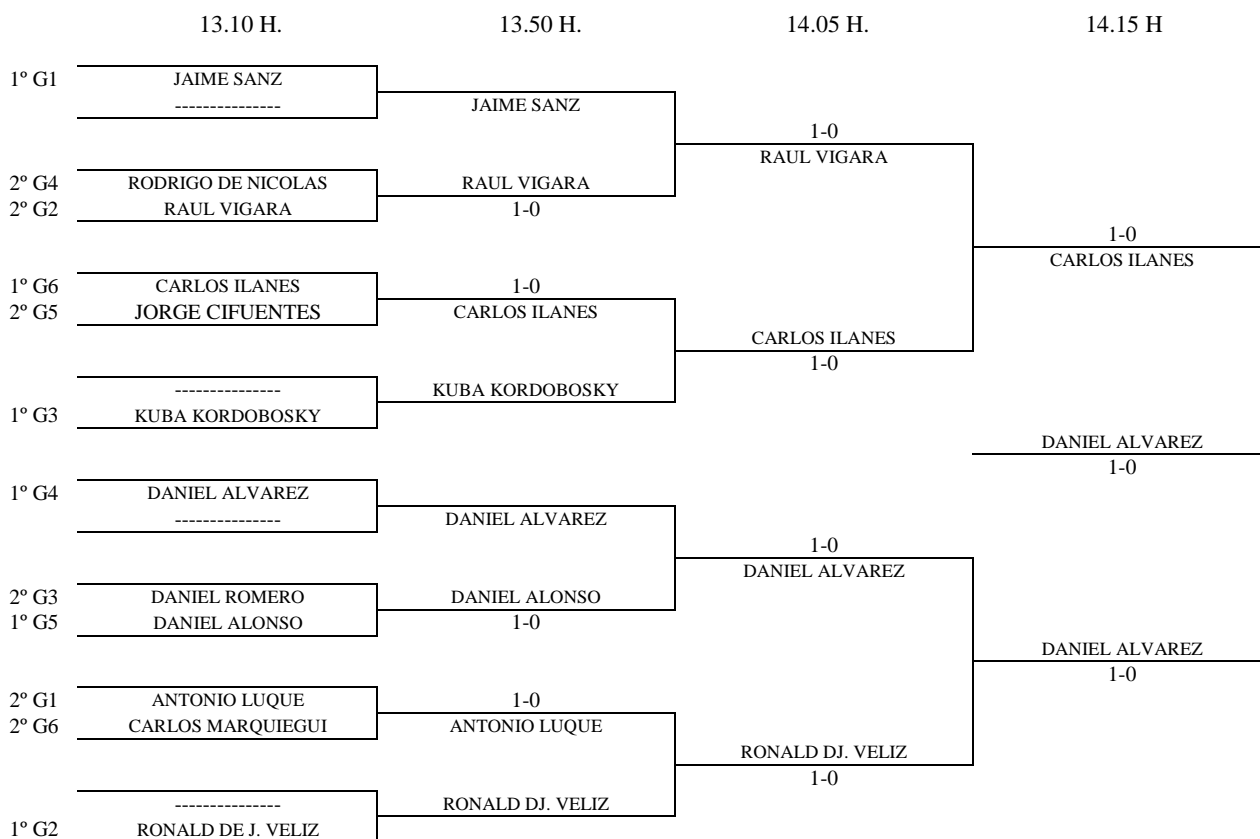 13.10 H. 13.50 H. 14.05 H. 14.15 H
1º G1 JAIME SANZ
--------------- JAIME SANZ
1-0
RAUL VIGARA
2º G4 RODRIGO DE NICOLAS RAUL VIGARA
2º G2 RAUL VIGARA 1-0
1-0
CARLOS ILANES
1º G6 CARLOS ILANES 1-0
2º G5 JORGE CIFUENTES CARLOS ILANES
CARLOS ILANES
1-0
--------------- KUBA KORDOBOSKY
1º G3 KUBA KORDOBOSKY
DANIEL ALVAREZ
1-0
1º G4 DANIEL ALVAREZ
--------------- DANIEL ALVAREZ
1-0
DANIEL ALVAREZ
2º G3 DANIEL ROMERO DANIEL ALONSO
1º G5 DANIEL ALONSO 1-0
DANIEL ALVAREZ
1-0
2º G1 ANTONIO LUQUE 1-0
2º G6 CARLOS MARQUIEGUI ANTONIO LUQUE
RONALD DJ. VELIZ
1-0
--------------- RONALD DJ. VELIZ
1º G2 RONALD DE J. VELIZ